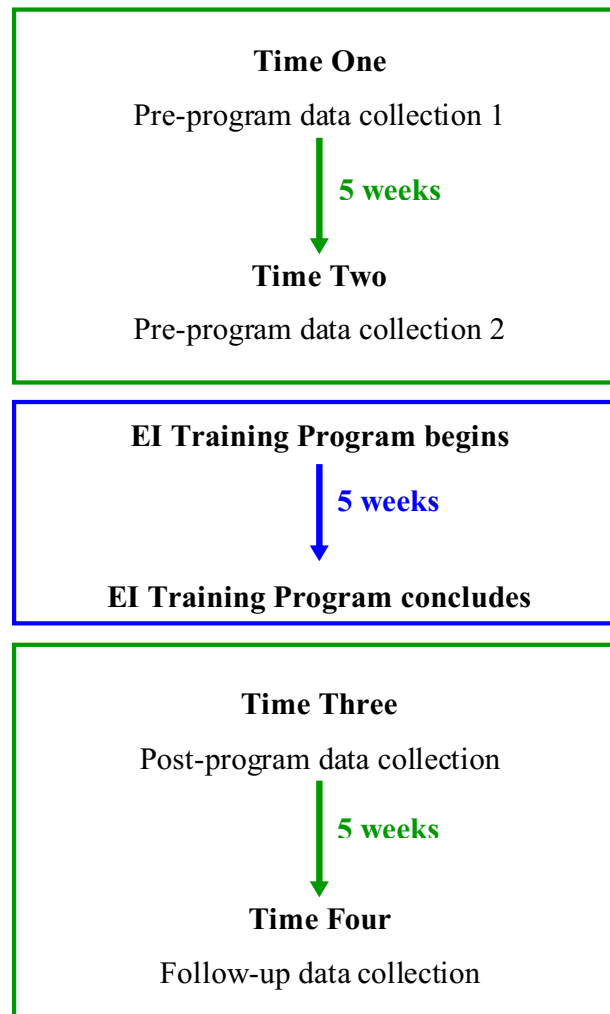 Time One
Pre-program data collection 1
5 weeks
Time Two
Pre-program data collection 2
EI Training Program begins
5 weeks
EI Training Program concludes
Time Three
Post-program data collection
5 weeks
Time Four
Follow-up data collection